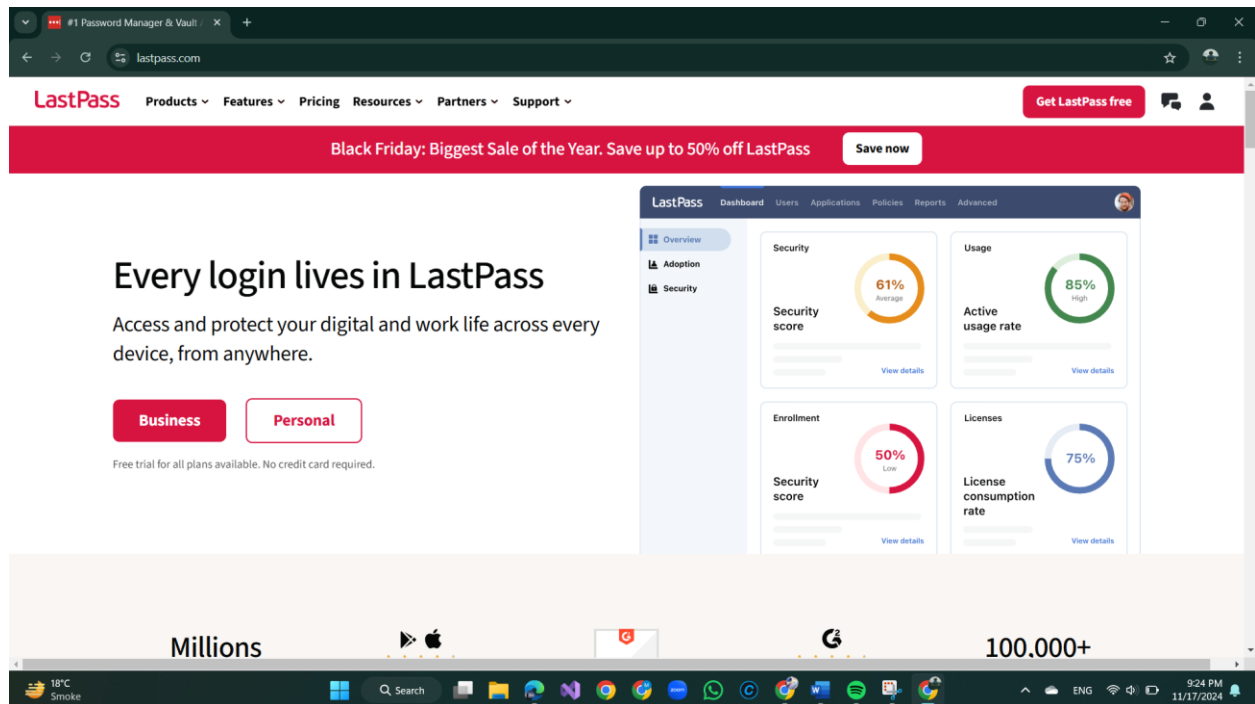 #1 Password Manager & Vault
lastpass.com
LastPass Products Features Pricing Resources Partners Support Get LastPass free
Black Friday: Biggest Sale of the Year. Save up to 50% off LastPass Save now
LastPass Dashboard Users Applications Policies Reports Advanced
Overview
Adoption
Security
Every login lives in LastPass
Access and protect your digital and work life across every
device, from anywhere.
Business Personal
Free trial for all plans available. No credit card required.
Security
61%
Average
Security
score
View details
Usage
85%
High
Active
usage rate
View details
Enrollment
50%
Low
Security
score
View details
Licenses
75%
License
consumption
rate
View details
Millions
G
G2
100,000+
18°C
Smoke
Search
zoom
ENG
9:24 PM
11/17/2024